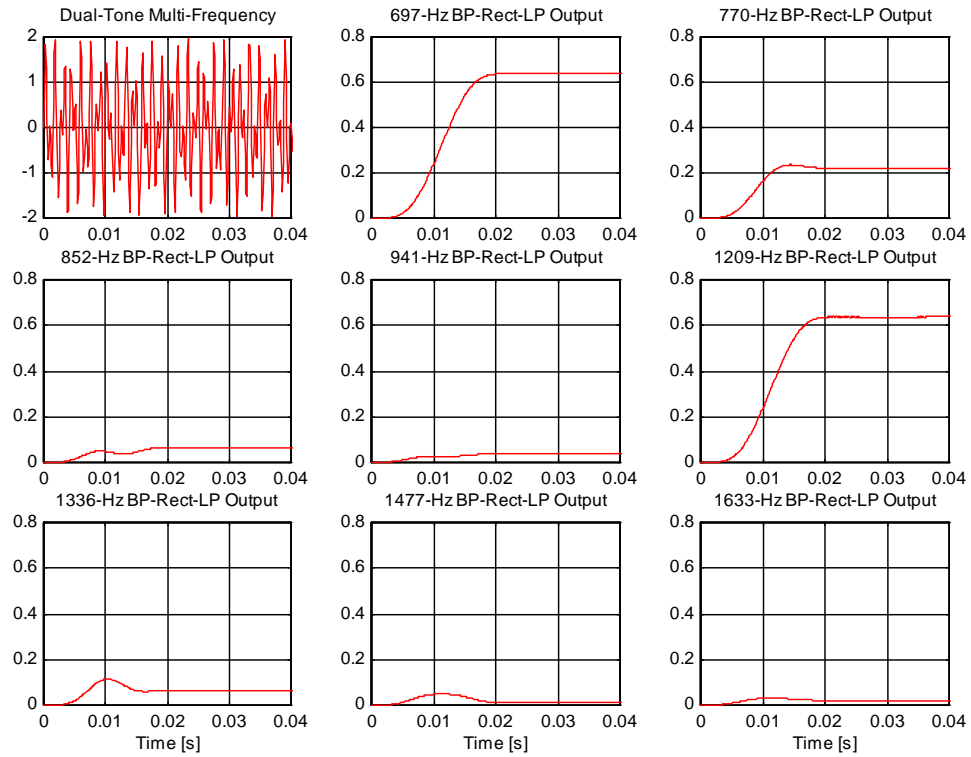 Dual-Tone Multi-Frequency
697-Hz BP-Rect-LP Output
770-Hz BP-Rect-LP Output
2
1
0
-1
-2
0 0.01 0.02 0.03 0.04
0.8
0.6
0.4
0.2
0
0 0.01 0.02 0.03 0.04
0.8
0.6
0.4
0.2
0
0 0.01 0.02 0.03 0.04
852-Hz BP-Rect-LP Output
941-Hz BP-Rect-LP Output
1209-Hz BP-Rect-LP Output
0.8
0.6
0.4
0.2
0
0 0.01 0.02 0.03 0.04
0.8
0.6
0.4
0.2
0
0 0.01 0.02 0.03 0.04
0.8
0.6
0.4
0.2
0
0 0.01 0.02 0.03 0.04
1336-Hz BP-Rect-LP Output
1477-Hz BP-Rect-LP Output
1633-Hz BP-Rect-LP Output
0.8
0.6
0.4
0.2
0
0 0.01 0.02 0.03 0.04
Time [s]
0.8
0.6
0.4
0.2
0
0 0.01 0.02 0.03 0.04
Time [s]
0.8
0.6
0.4
0.2
0
0 0.01 0.02 0.03 0.04
Time [s]